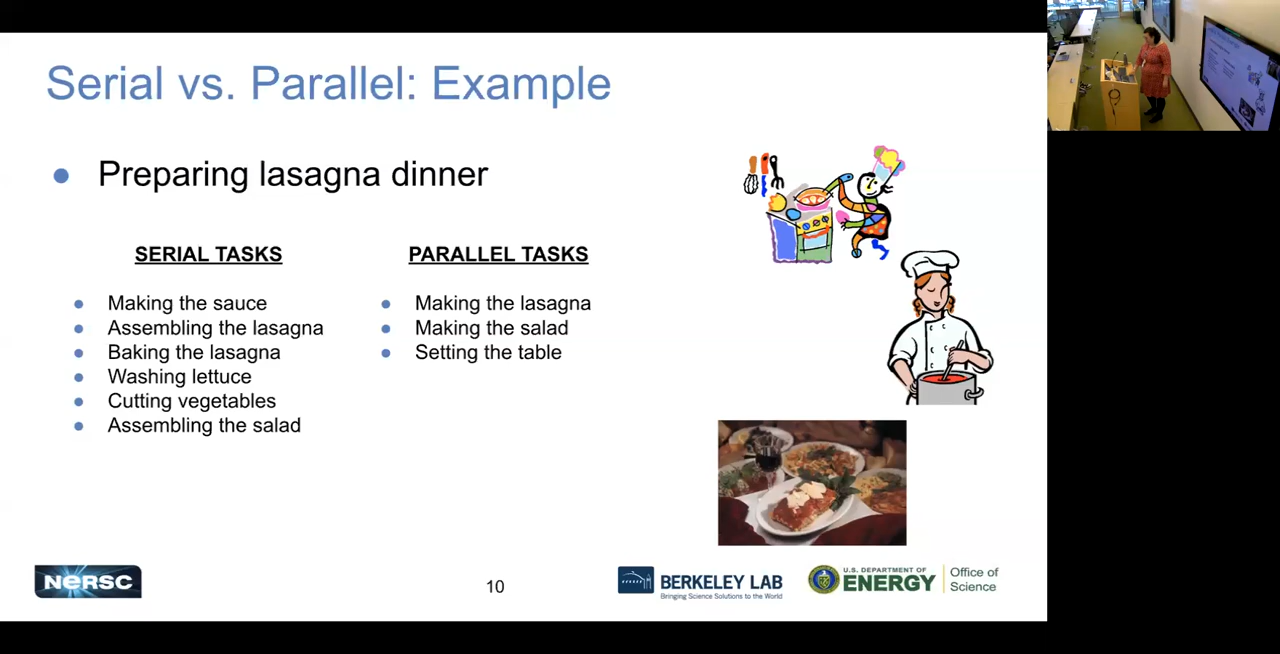 Serial vs. Parallel: Example
Preparing lasagna dinner
SERIAL TASKS
Making the sauce
Assembling the lasagna
Baking the lasagna
Washing lettuce
Cutting vegetables
Assembling the salad
PARALLEL TASKS
Making the lasagna
Making the salad
Setting the table
NERSC
10
BERKELEY LAB
Bringing Science Solutions to the World
U.S. DEPARTMENT OF
ENERGY
Office of
Science